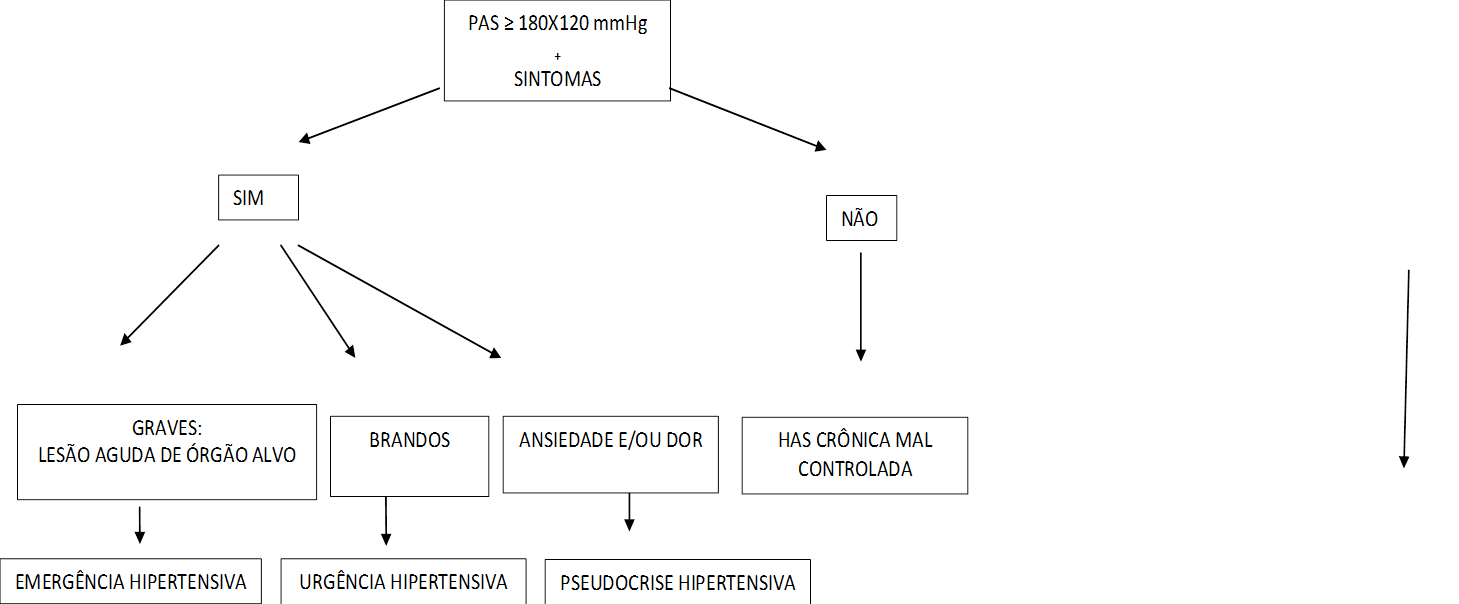 PAS ≥ 180X120 mmHg
+
SINTOMAS
SIM
NÃO
GRAVES:
LESÃO AGUDA DE ÓRGÃO ALVO
BRANDOS
ANSIEDADE E/OU DOR
HAS CRÔNICA MAL
CONTROLADA
EMERGÊNCIA HIPERTENSIVA
URGÊNCIA HIPERTENSIVA
PSEUDOCRISE HIPERTENSIVA